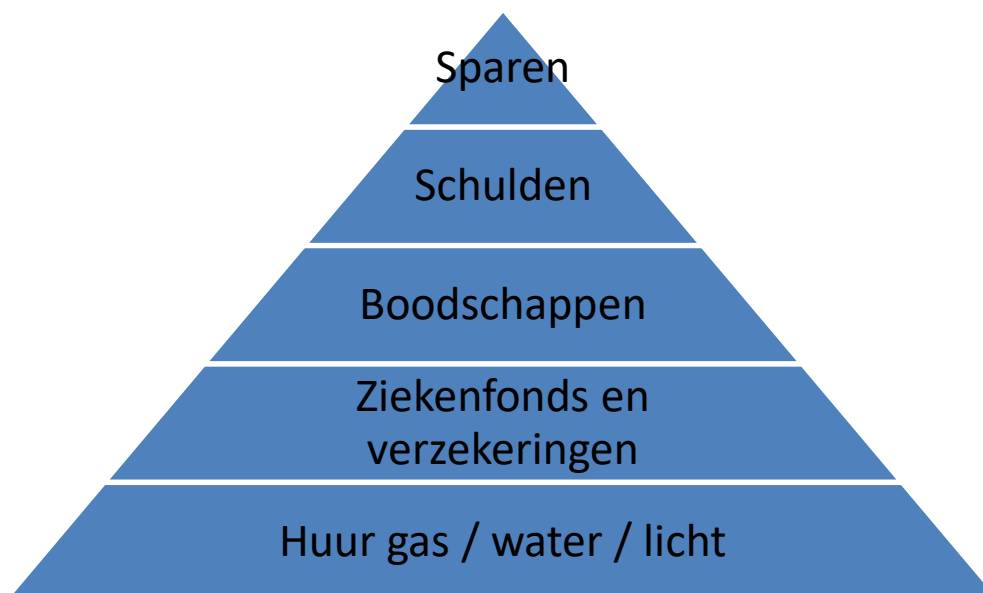 Sparen
Schulden
Boodschappen
Ziekenfonds en
verzekeringen
Huur gas / water / licht